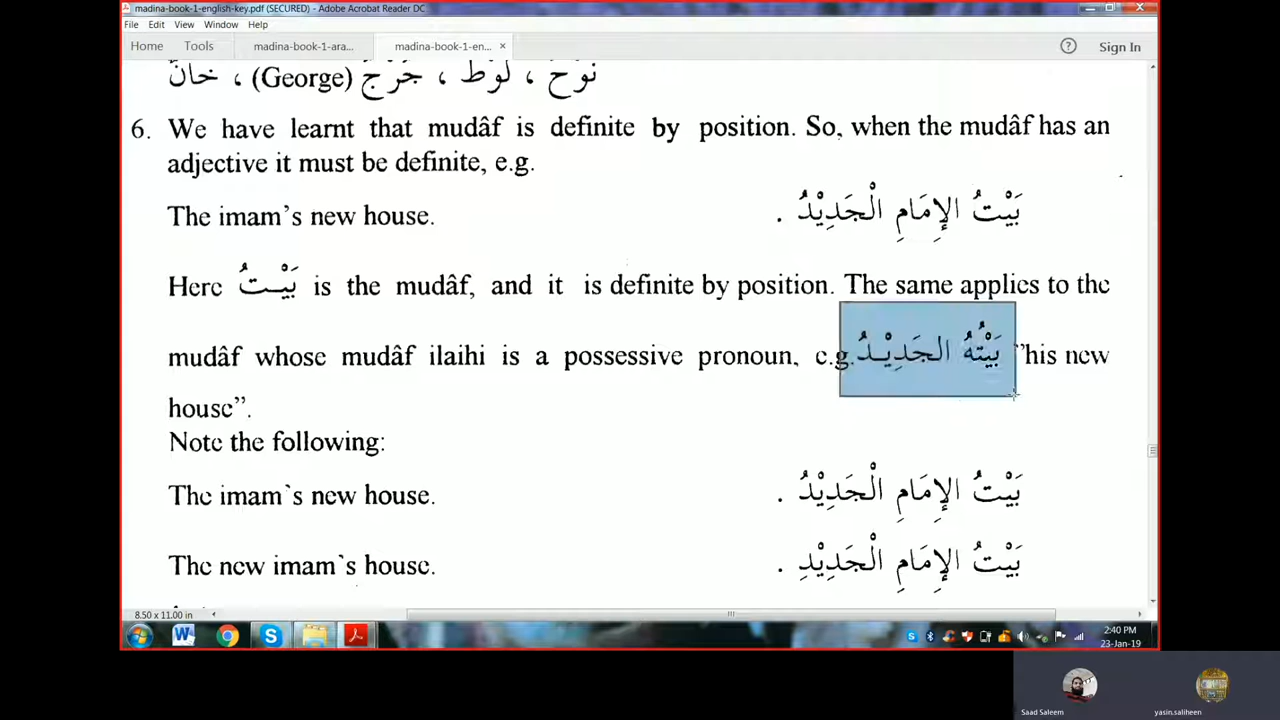 madina-book-1-english-key.pdf (SECURED) - Adobe Acrobat Reader DC
File Edit View Window Help
Home Tools madina-book-1-ara... madina-book-1-en... × Sign In
نُوْحٌ ، لُوْطٌ ، جَرْجٌ (George) ، خَانٌ
6. We have learnt that mudâf is definite by position. So, when the mudâf has an
adjective it must be definite, e.g.
The imam's new house. بَيْتُ الإِمَامِ الْجَدِيْدُ .
Here بَيْـتُ is the mudâf, and it is definite by position. The same applies to the
mudâf whose mudâf ilaihi is a possessive pronoun, e.g. بَيْتُهُ الجَدِيْـدُ "his new
house".
Note the following:
The imam`s new house. بَيْتُ الإِمَامِ الْجَدِيْدُ .
The new imam`s house. بَيْتُ الإِمَامِ الْجَدِيْدِ .
8.50 x 11.00 in
2:40 PM
23-Jan-19
Saad Saleem yasin.saliheen